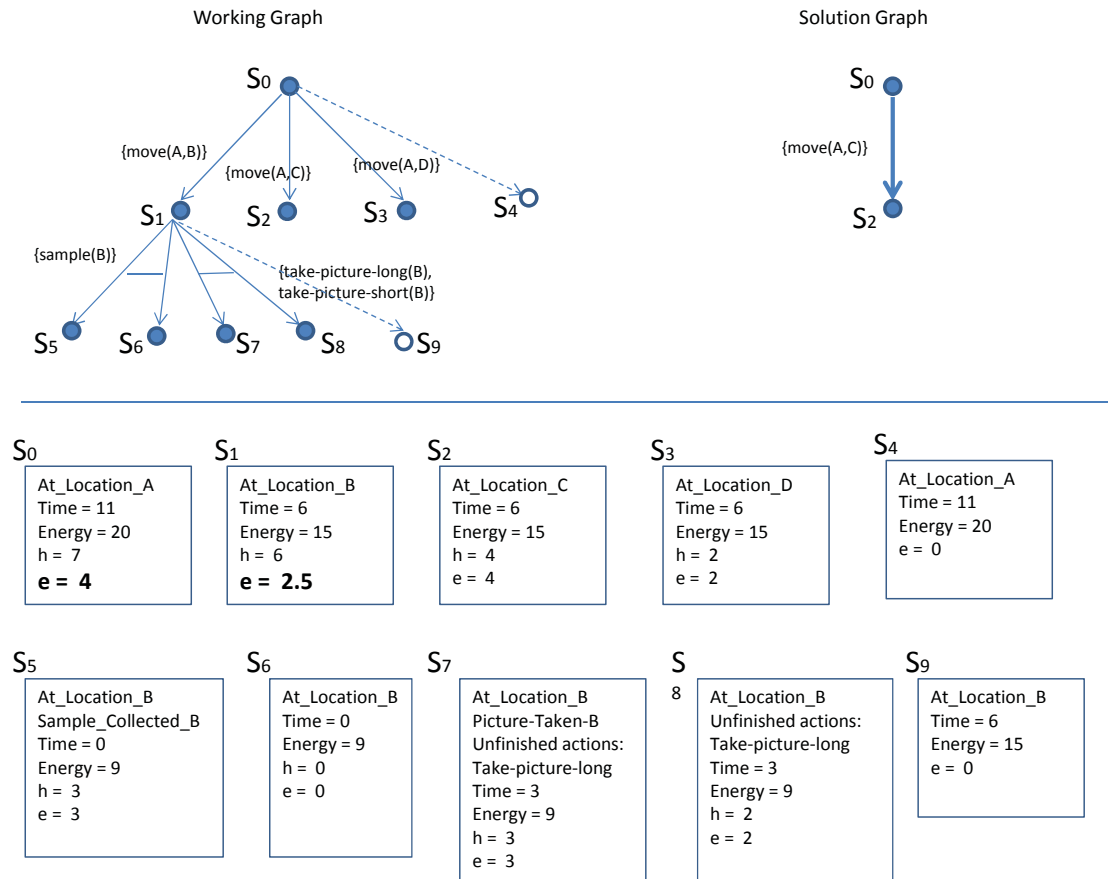 Working Graph
Solution Graph
S0
S0
{move(A,B)}
{move(A,C)}
{move(A,D)}
{move(A,C)}
S1
S2
S3
S4
S2
{sample(B)}
{take-picture-long(B),
take-picture-short(B)}
S5
S6
S7
S8
S9
S0
At_Location_A
Time = 11
Energy = 20
h = 7
e = 4
S1
At_Location_B
Time = 6
Energy = 15
h = 6
e = 2.5
S2
At_Location_C
Time = 6
Energy = 15
h = 4
e = 4
S3
At_Location_D
Time = 6
Energy = 15
h = 2
e = 2
S4
At_Location_A
Time = 11
Energy = 20
e = 0
S5
At_Location_B
Sample_Collected_B
Time = 0
Energy = 9
h = 3
e = 3
S6
At_Location_B
Time = 0
Energy = 9
h = 0
e = 0
S7
At_Location_B
Picture-Taken-B
Unfinished actions:
Take-picture-long
Time = 3
Energy = 9
h = 3
e = 3
S
8
At_Location_B
Unfinished actions:
Take-picture-long
Time = 3
Energy = 9
h = 2
e = 2
S9
At_Location_B
Time = 6
Energy = 15
e = 0